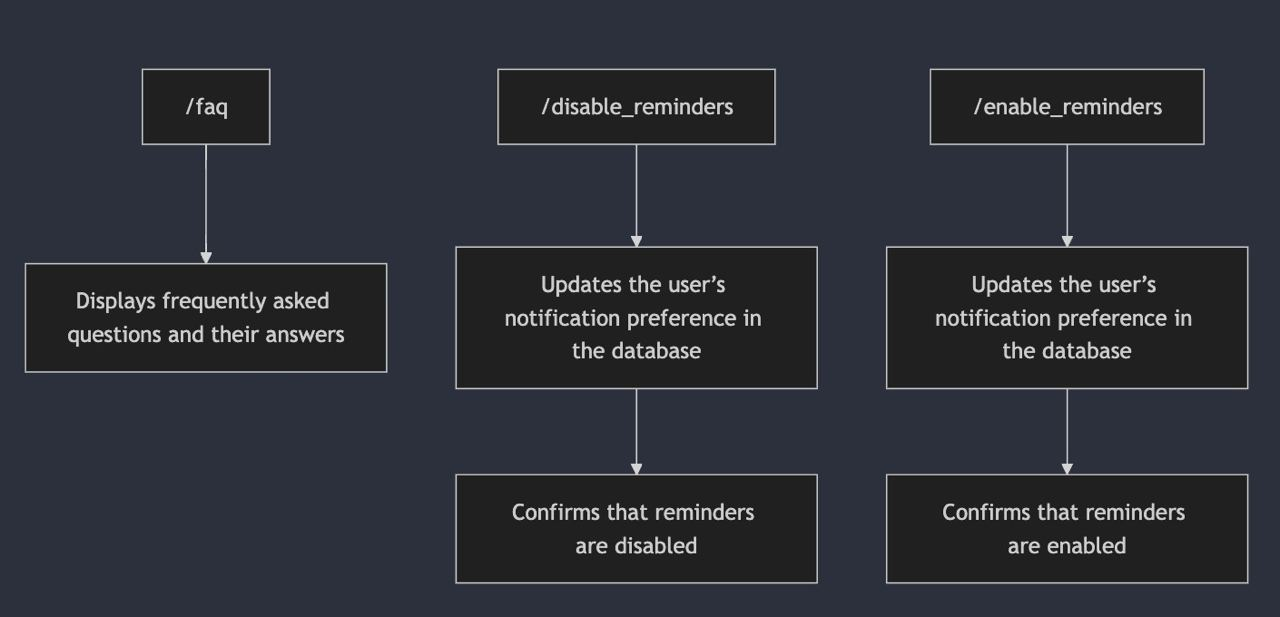 /faq
/disable_reminders
/enable_reminders
Displays frequently asked
questions and their answers
Updates the user’s
notification preference in
the database
Updates the user’s
notification preference in
the database
Confirms that reminders
are disabled
Confirms that reminders
are enabled